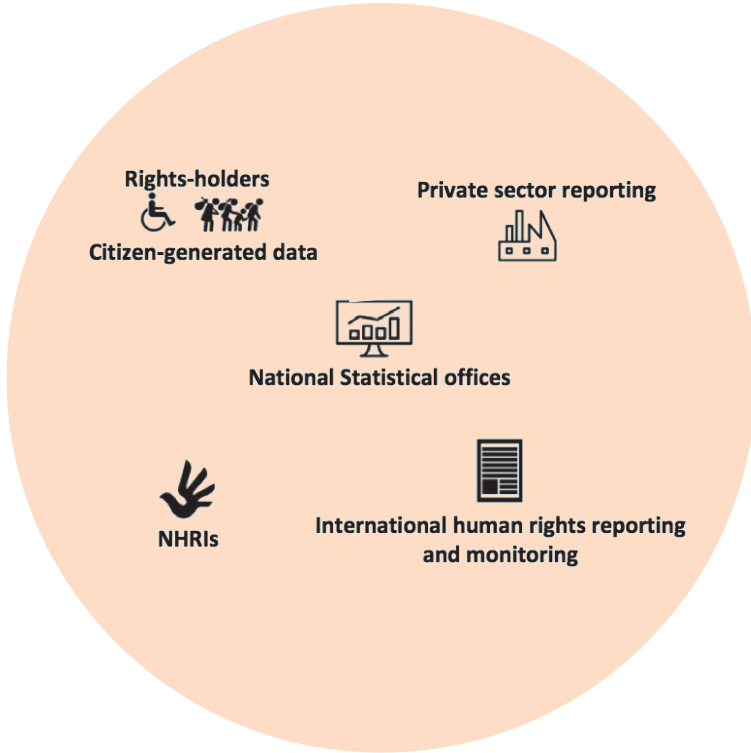 Rights-holders
Citizen-generated data
Private sector reporting
National Statistical offices
NHRIs
International human rights reporting
and monitoring